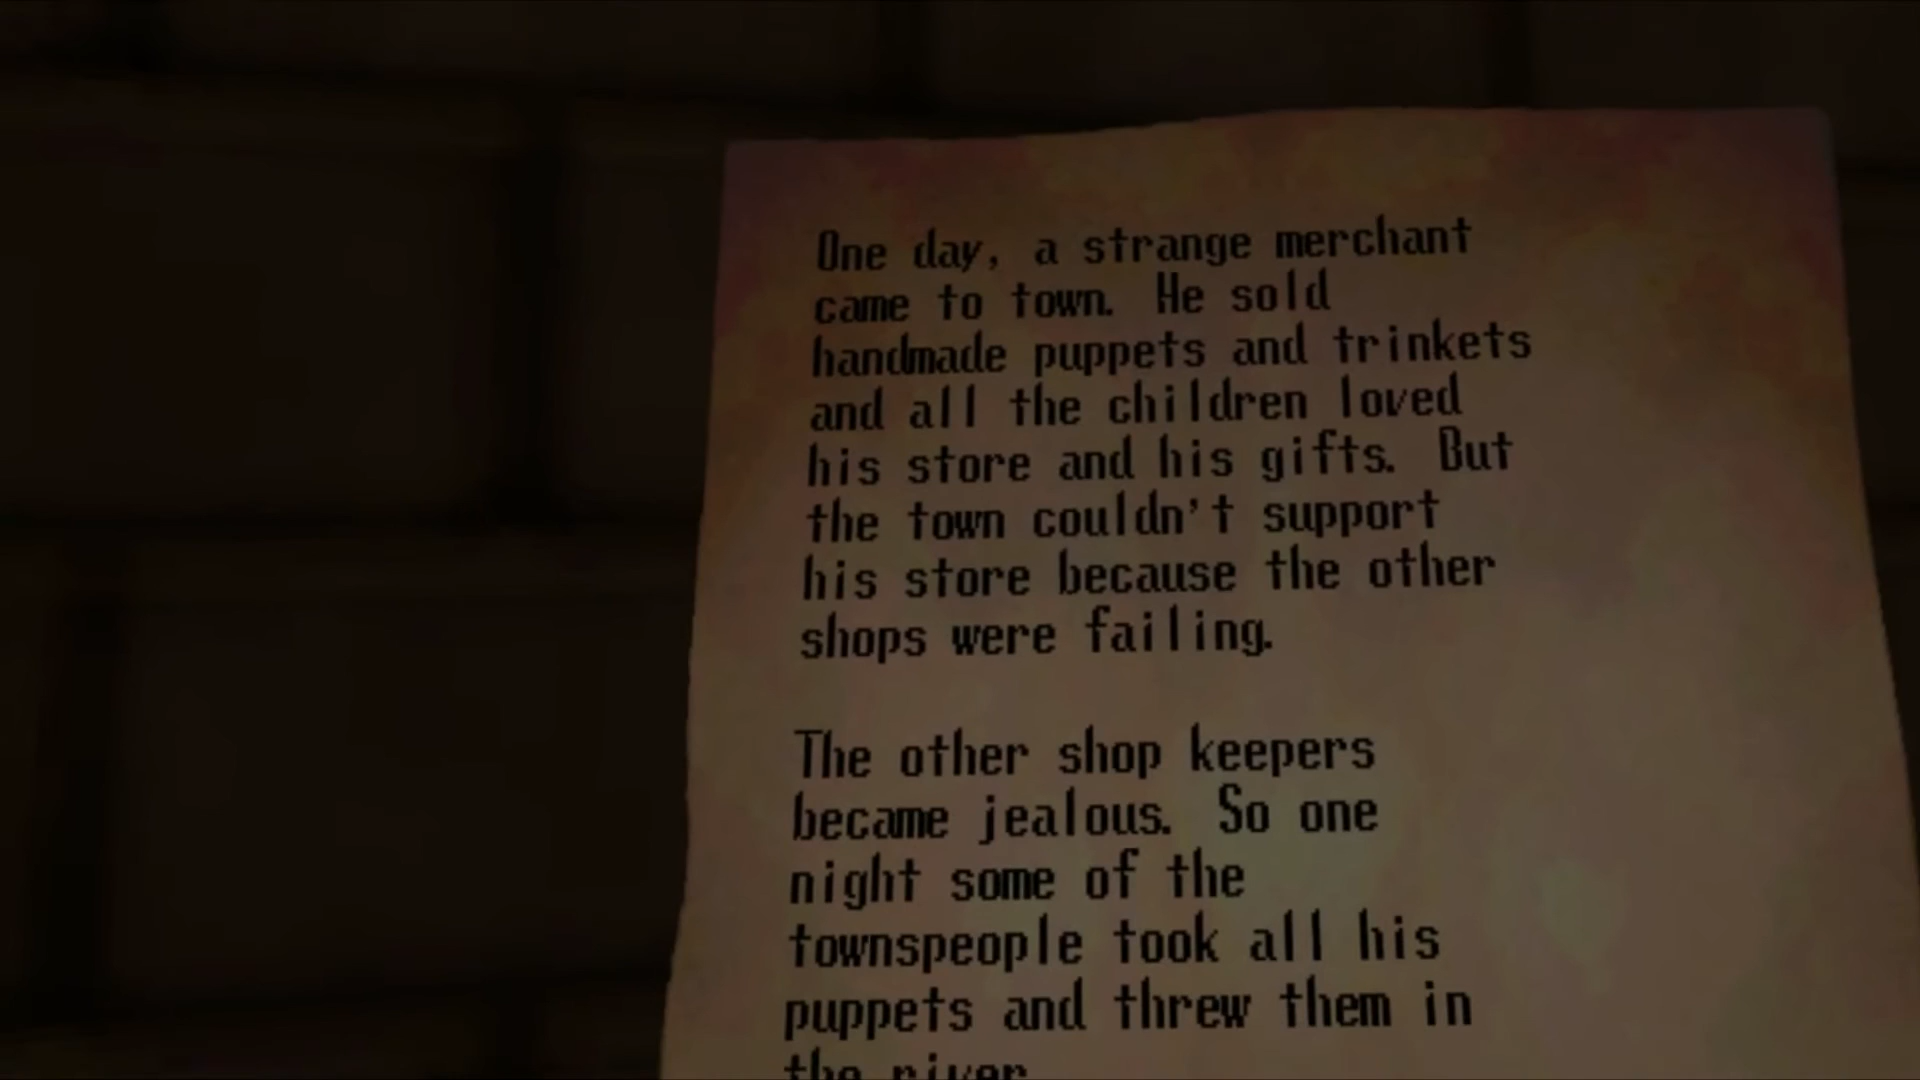 One day, a strange merchant
came to town. He sold
handmade puppets and trinkets
and all the children loved
his store and his gifts. But
the town couldn't support
his store because the other
shops were failing.
The other shop keepers
became jealous. So one
night some of the
townspeople took all his
puppets and threw them in
the river